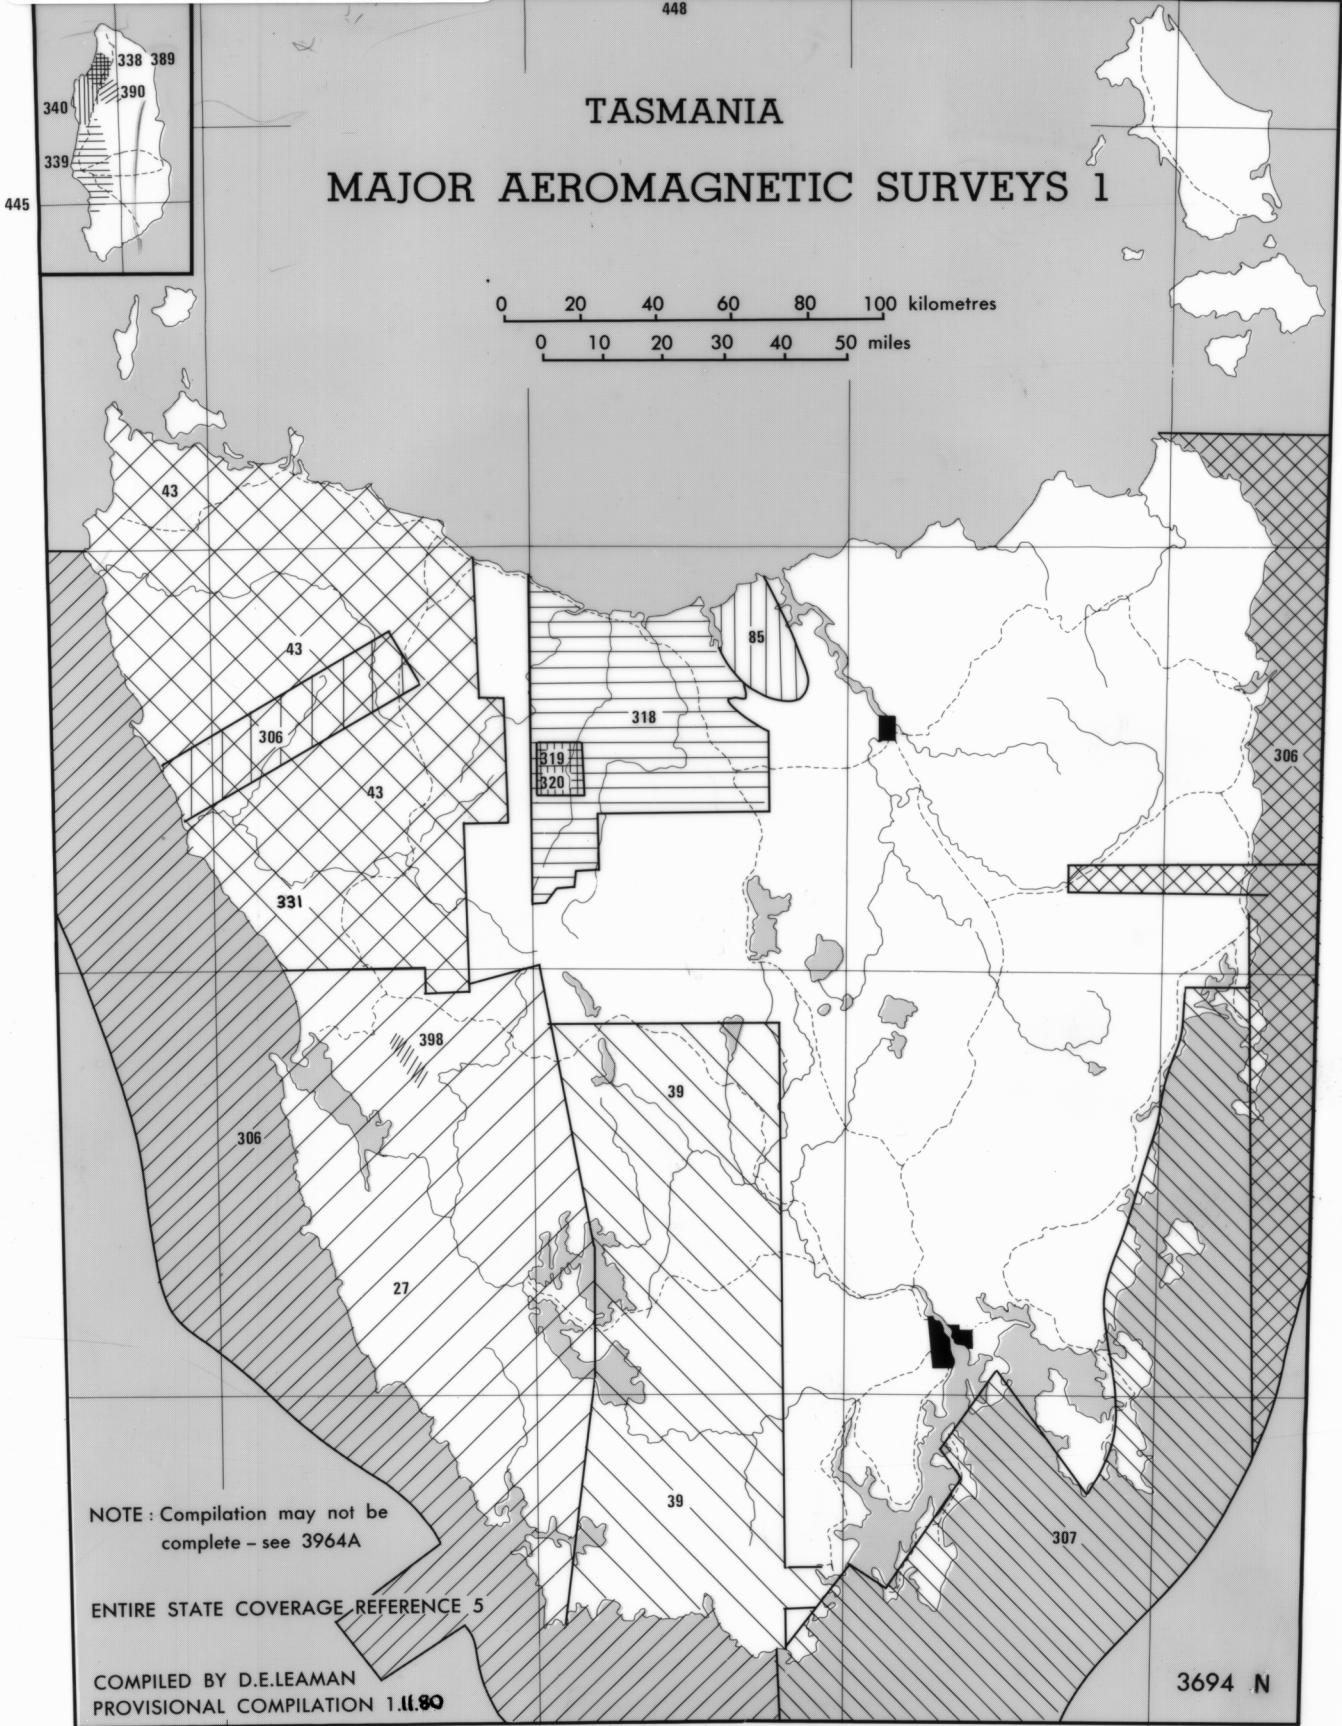 448
338 389
390
340
339
445
TASMANIA
MAJOR AEROMAGNETIC SURVEYS 1
0 20 40 60 80 100 kilometres
0 10 20 30 40 50 miles
43
43
85
318
306
319
320
306
43
331
398
39
306
27
39
307
NOTE : Compilation may not be
complete – see 3964A
ENTIRE STATE COVERAGE REFERENCE 5
COMPILED BY D.E.LEAMAN
PROVISIONAL COMPILATION 1.11.80
3694 N